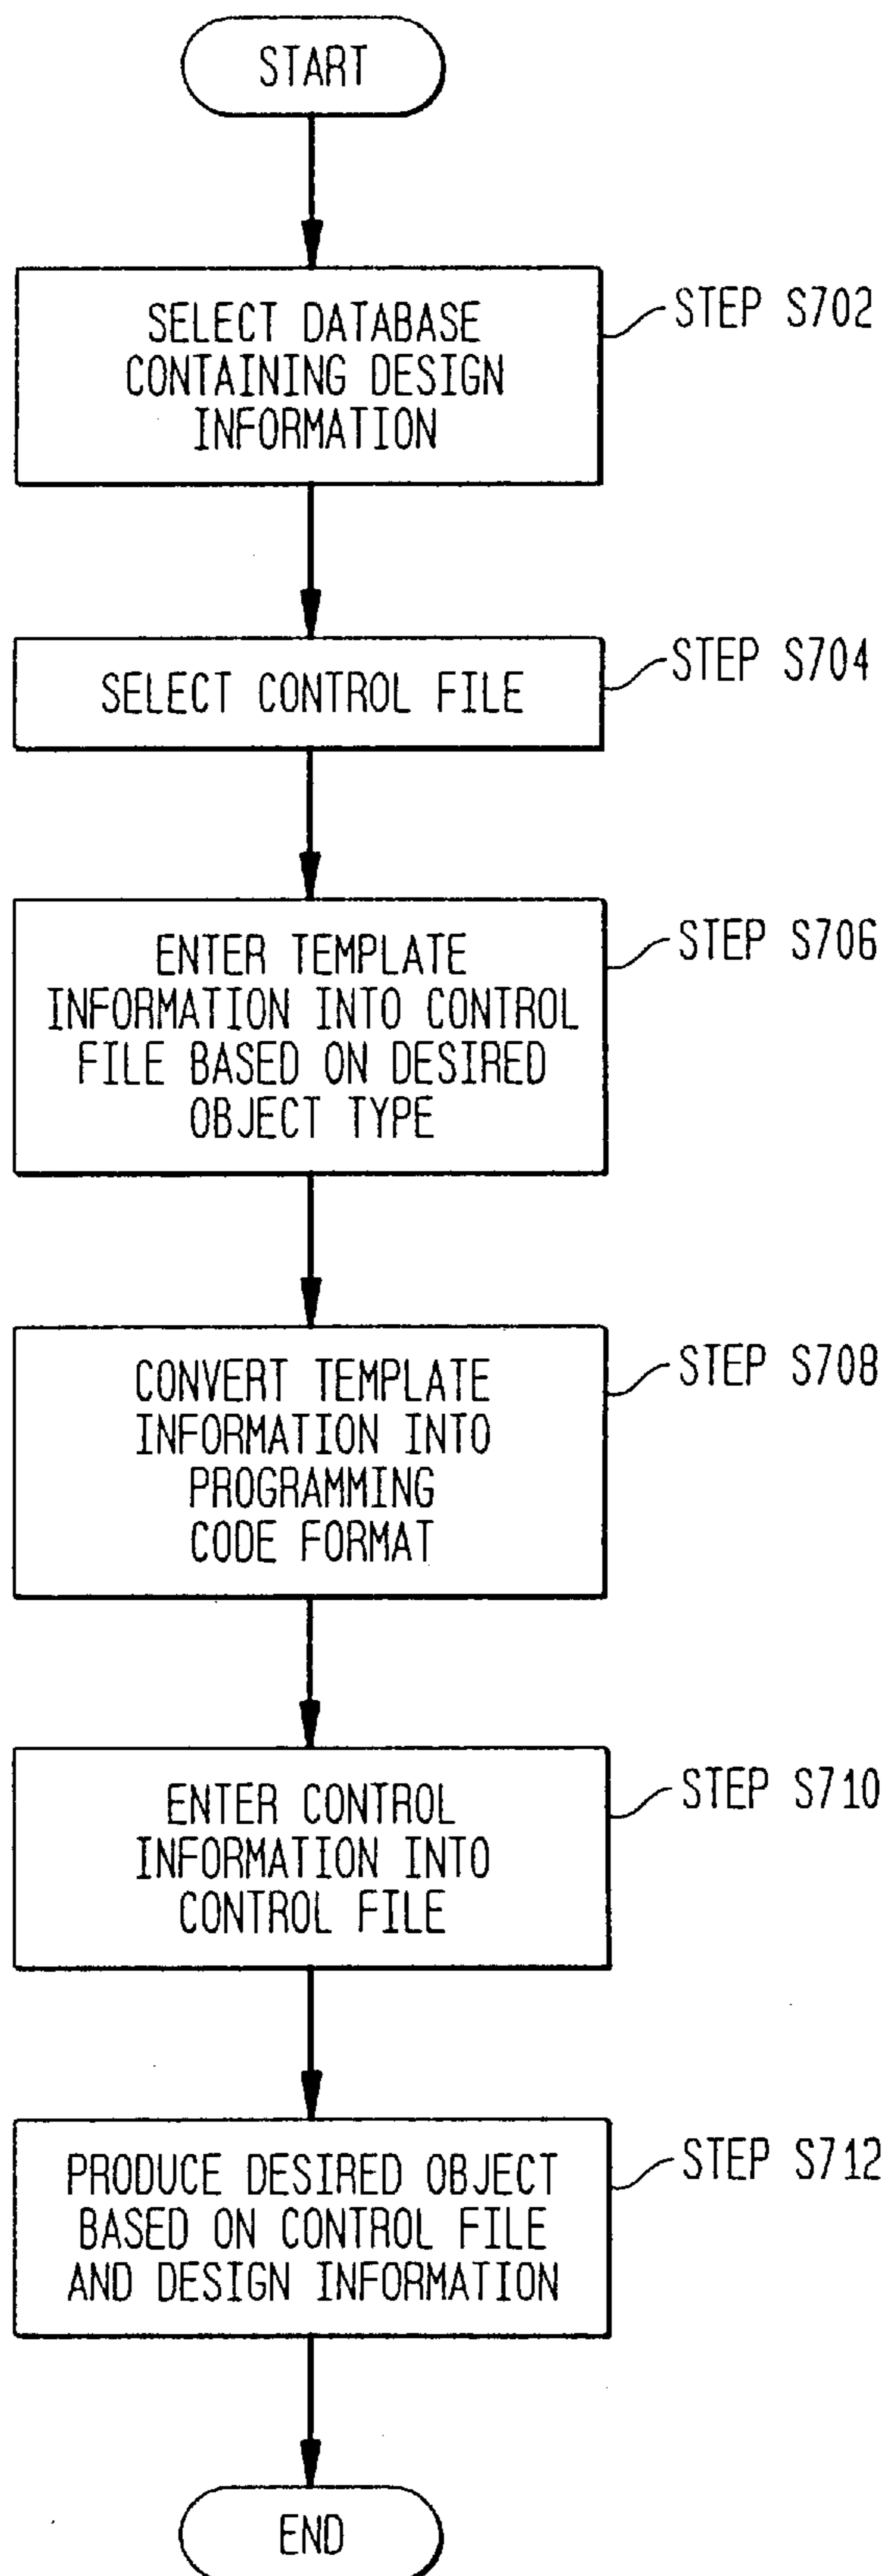 START
SELECT DATABASE
CONTAINING DESIGN
INFORMATION
STEP S702
SELECT CONTROL FILE
STEP S704
ENTER TEMPLATE
INFORMATION INTO CONTROL
FILE BASED ON DESIRED
OBJECT TYPE
STEP S706
CONVERT TEMPLATE
INFORMATION INTO
PROGRAMMING
CODE FORMAT
STEP S708
ENTER CONTROL
INFORMATION INTO
CONTROL FILE
STEP S710
PRODUCE DESIRED OBJECT
BASED ON CONTROL FILE
AND DESIGN INFORMATION
STEP S712
END